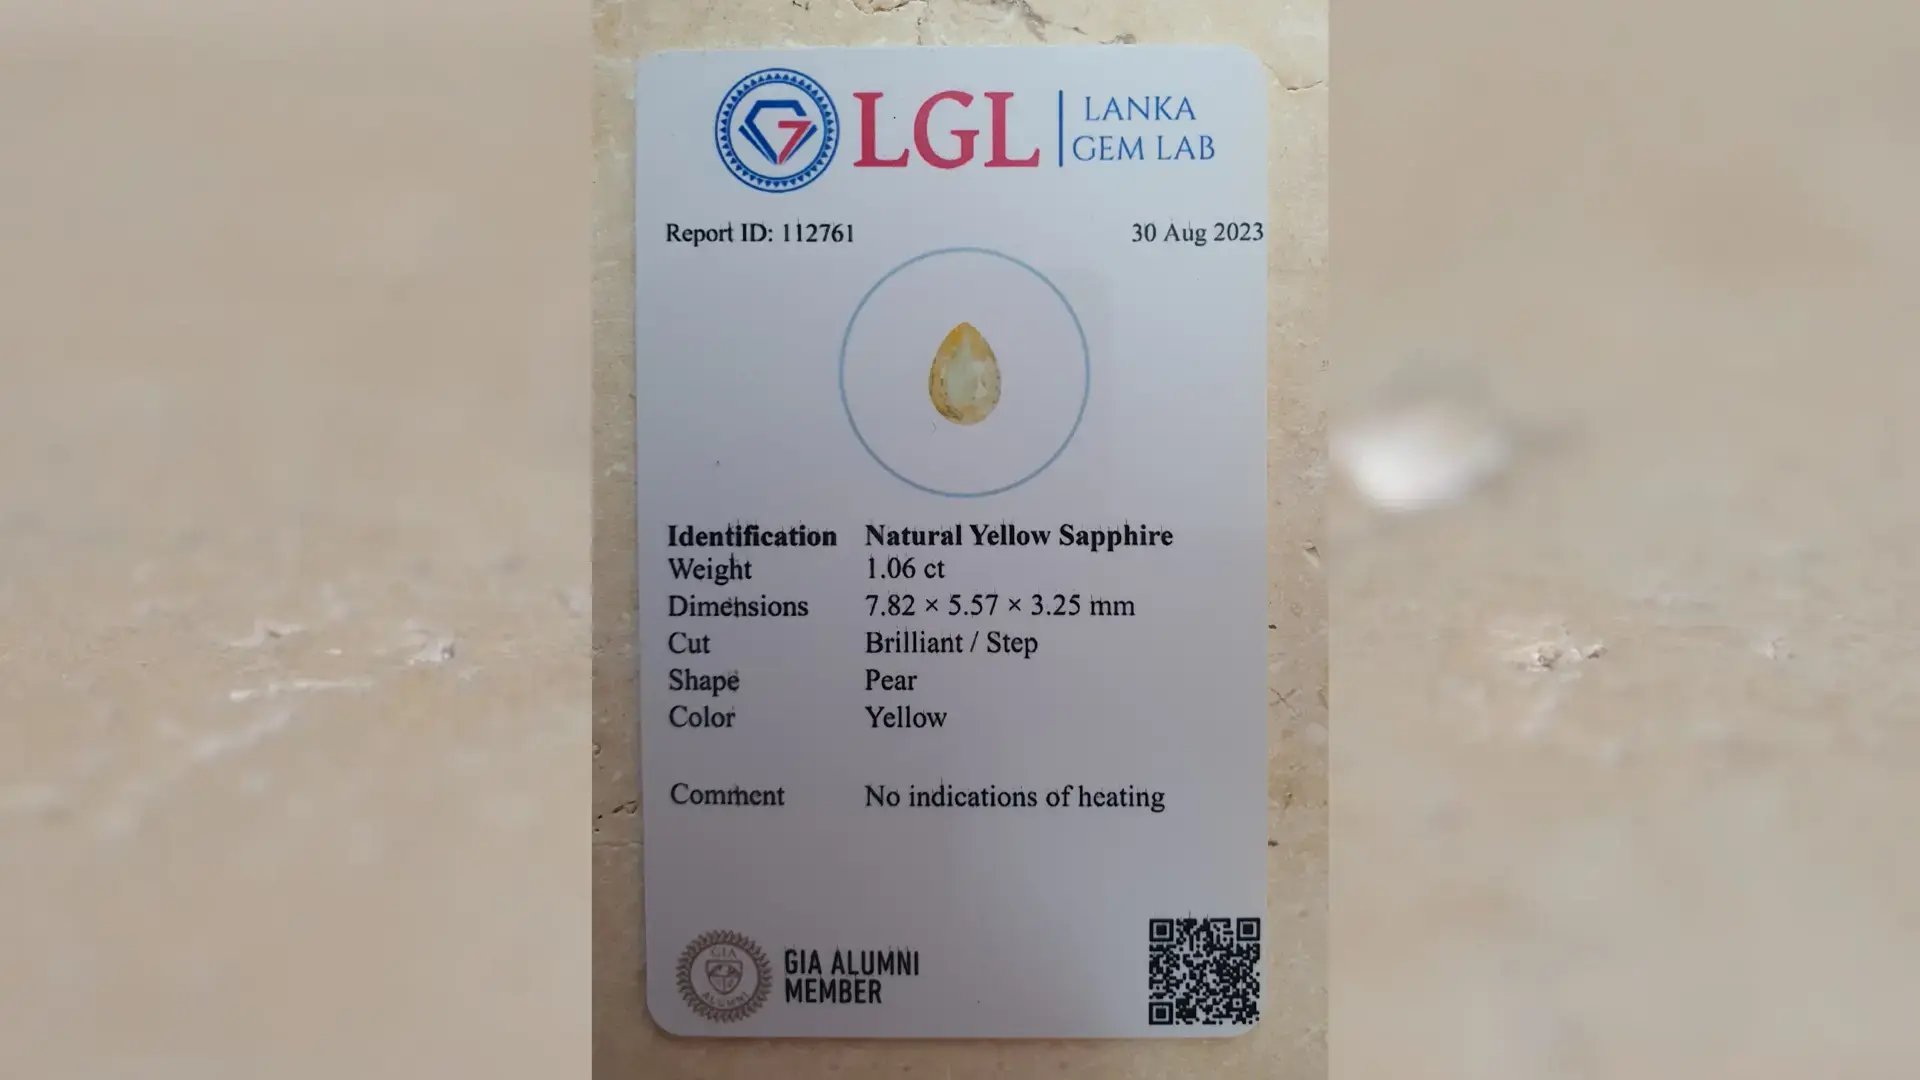 LGL LANKA GEM LAB
Report ID: 112761 30 Aug 2023
Identification Natural Yellow Sapphire
Weight 1.06 ct
Dimensions 7.82 × 5.57 × 3.25 mm
Cut Brilliant / Step
Shape Pear
Color Yellow
Comment No indications of heating
GIA
ALUMNI
GIA ALUMNI
MEMBER